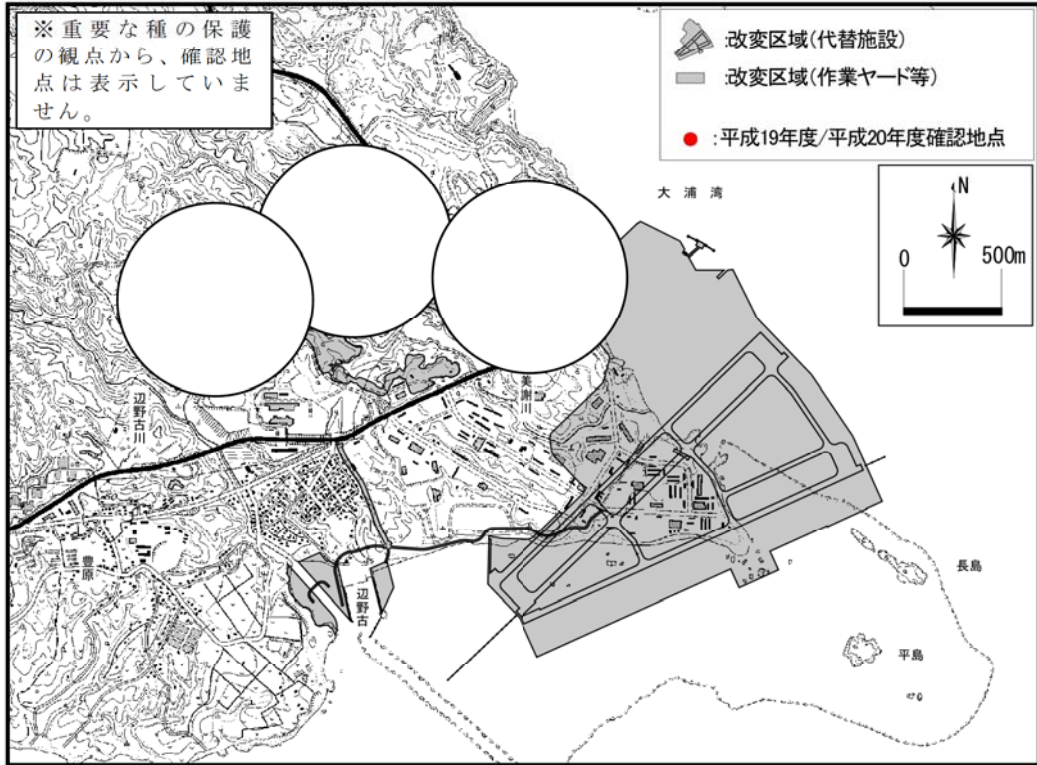 ※重要な種の保護
の観点から、確認地
点は表示していま
せん。
:改変区域(代替施設)
:改変区域(作業ヤード等)
:平成19年度/平成20年度確認地点
大浦湾
N
0 500m
辺野古川
美謝川
豊原
辺野古
長島
平島